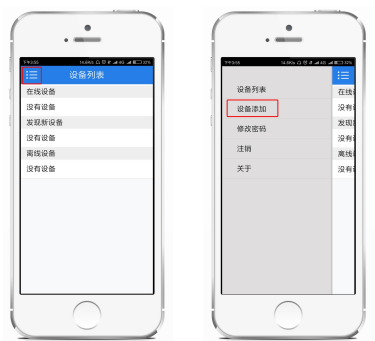 设备列表
在线设备
没有设备
发现新设备
没有设备
离线设备
没有设备
设备列表
设备添加
修改密码
注销
关于
在线
没有
发现
没有
离线
没有